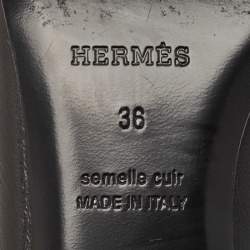 HERMÈS
36
semelle cuir
MADE IN ITALY